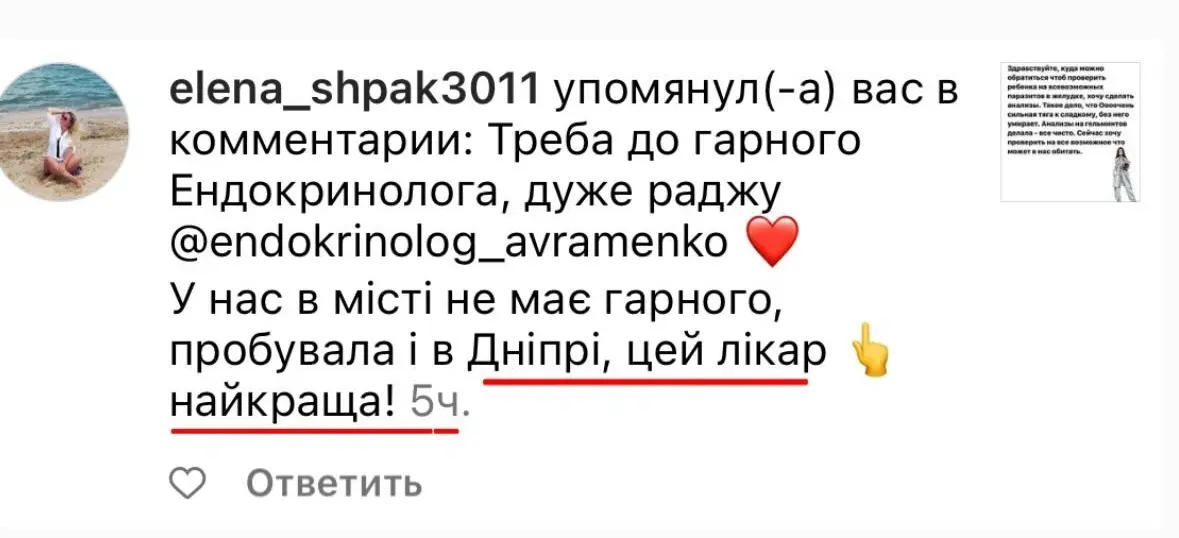 elena_shpak3011 упомянул(-а) вас в
комментарии: Треба до гарного
Ендокринолога, дуже раджу
@endokrinolog_avramenko ❤️
У нас в місті не має гарного,
пробувала і в Дніпрі, цей лікар 👆
найкраща! 5ч.
Ответить
Здравствуйте, куда можно
обратиться чтоб проверить
ребенка на всевозможных
паразитов в желудке, хочу сделать
анализы. Такое дело, что Оооочень
сильная тяга к сладкому, без него
умирает. Анализы на гельминтов
делала - все чисто. Сейчас хочу
проверить на все возможное что
может в нас обитать.